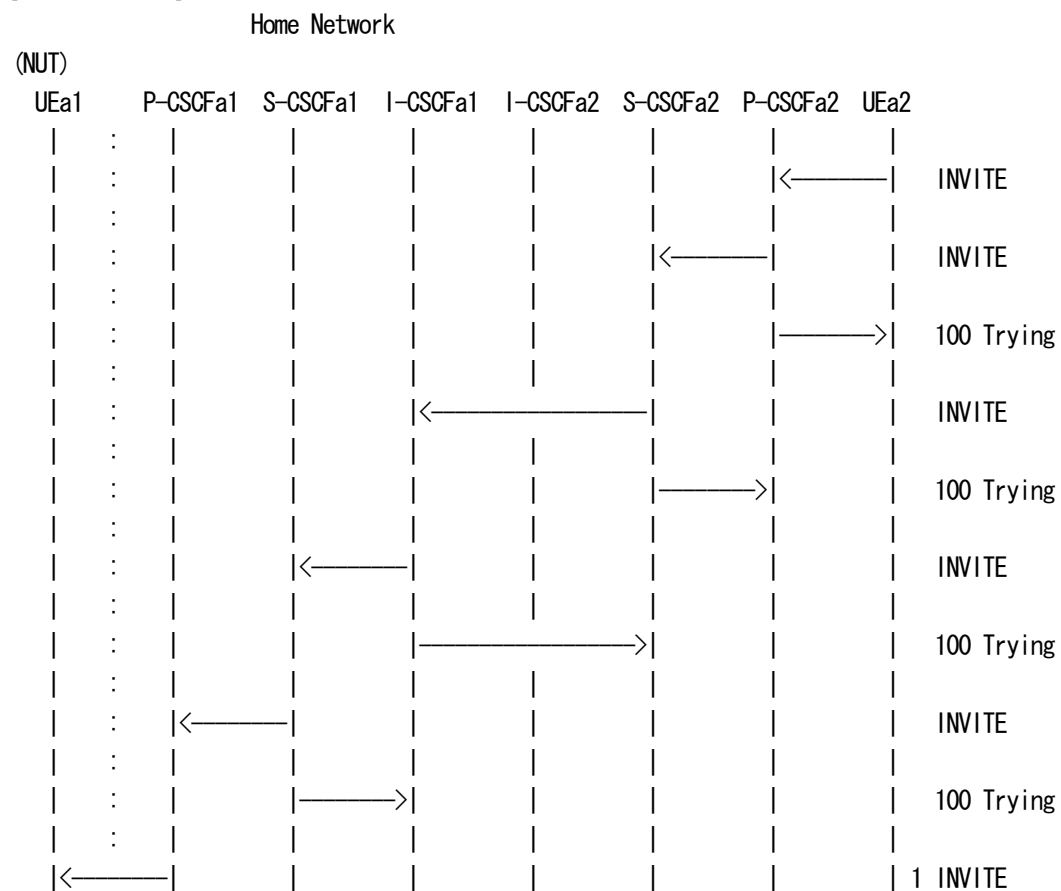 Home Network
(NUT)
UEa1 P-CSCFa1 S-CSCFa1 I-CSCFa1 I-CSCFa2 S-CSCFa2 P-CSCFa2 UEa2
INVITE
INVITE
100 Trying
INVITE
100 Trying
INVITE
100 Trying
INVITE
100 Trying
1 INVITE